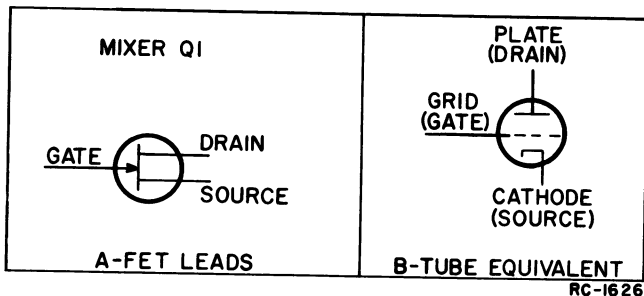 MIXER Q1
GATE
DRAIN
SOURCE
A-FET LEADS
PLATE
(DRAIN)
GRID
(GATE)
CATHODE
(SOURCE)
B-TUBE EQUIVALENT
RC-1626